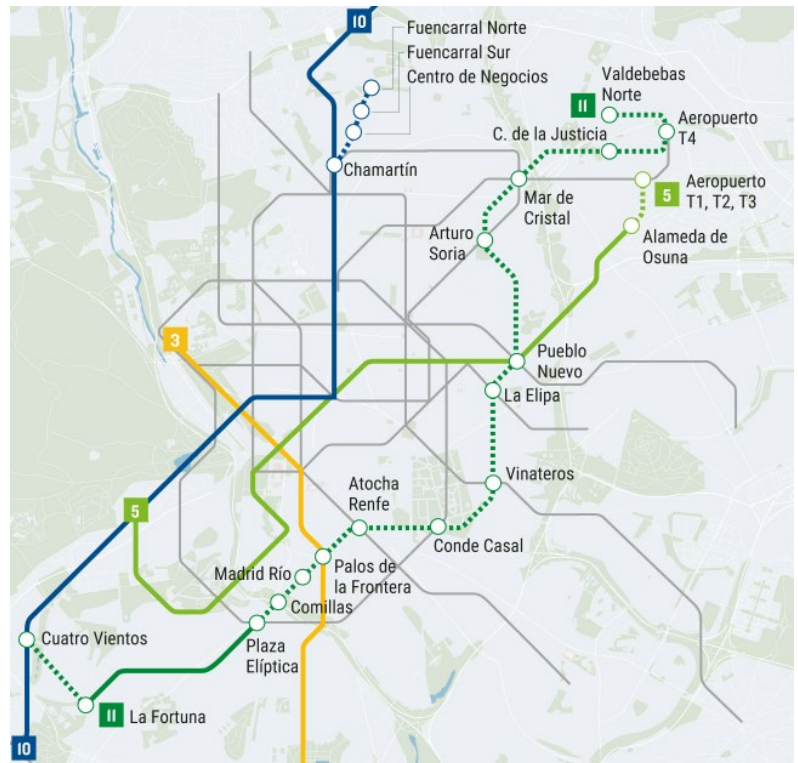 10
Fuencarral Norte
Fuencarral Sur
Centro de Negocios
Chamartín
Valdebebas
Norte
11
Aeropuerto
T4
C. de la Justicia
Mar de
Cristal
5
Aeropuerto
T1, T2, T3
Arturo
Soria
Alameda de
Osuna
3
Pueblo
Nuevo
La Elipa
Vinateros
Atocha
Renfe
5
Conde Casal
Madrid Río
Palos de
la Frontera
Comillas
Plaza
Elíptica
Cuatro Vientos
11
La Fortuna
10